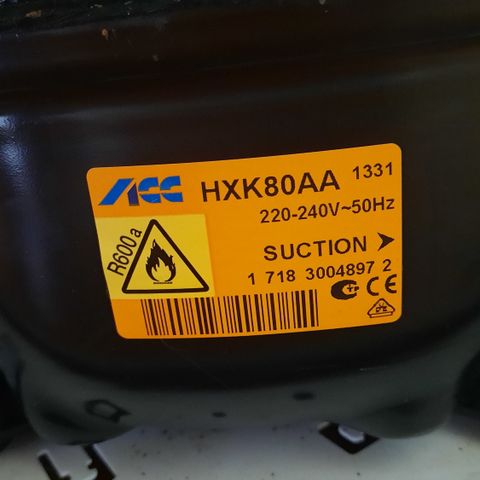 ACC HXK80AA 1331
220-240V~50Hz
R600a
SUCTION ➤
1 718 3004897 2
CE